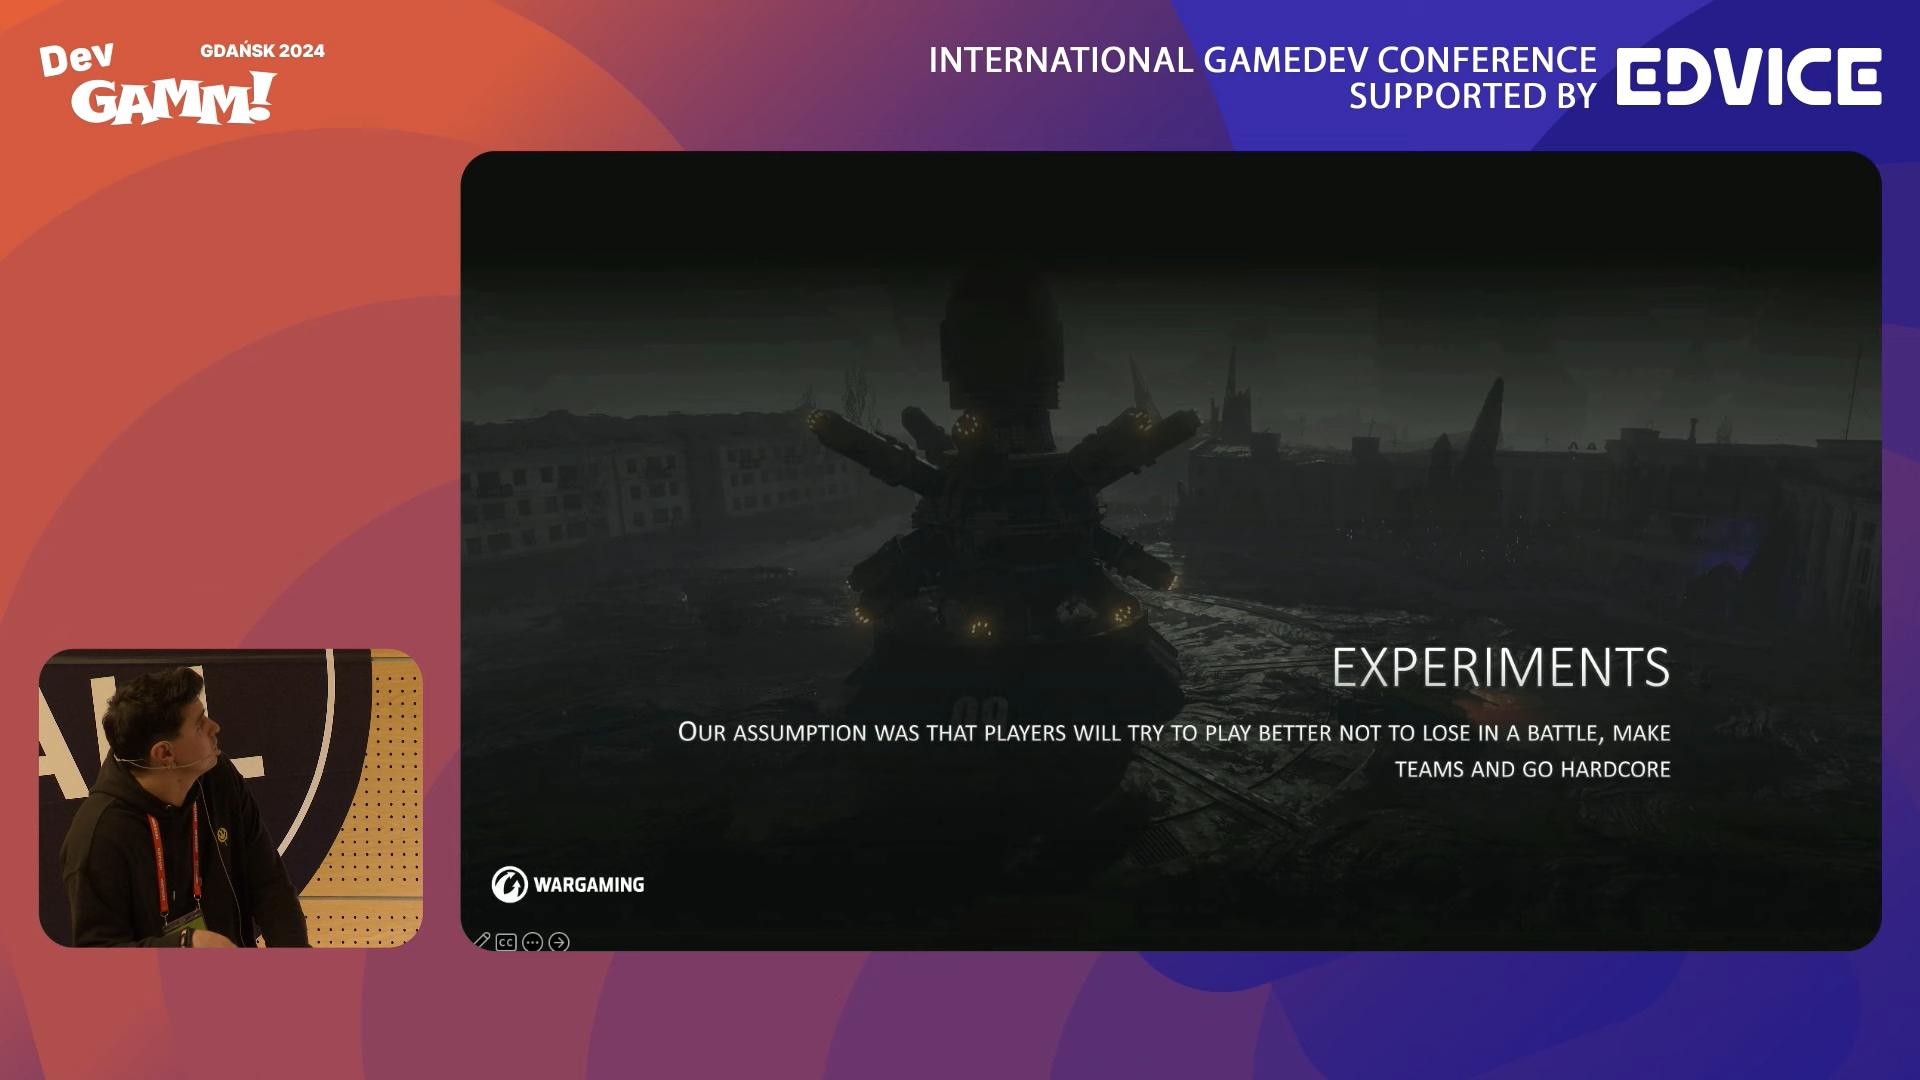 Dev
GAMM!
GDAŃSK 2024
INTERNATIONAL GAMEDEV CONFERENCE
SUPPORTED BY
EDVICE
EXPERIMENTS
OUR ASSUMPTION WAS THAT PLAYERS WILL TRY TO PLAY BETTER NOT TO LOSE IN A BATTLE, MAKE
TEAMS AND GO HARDCORE
WARGAMING
CC